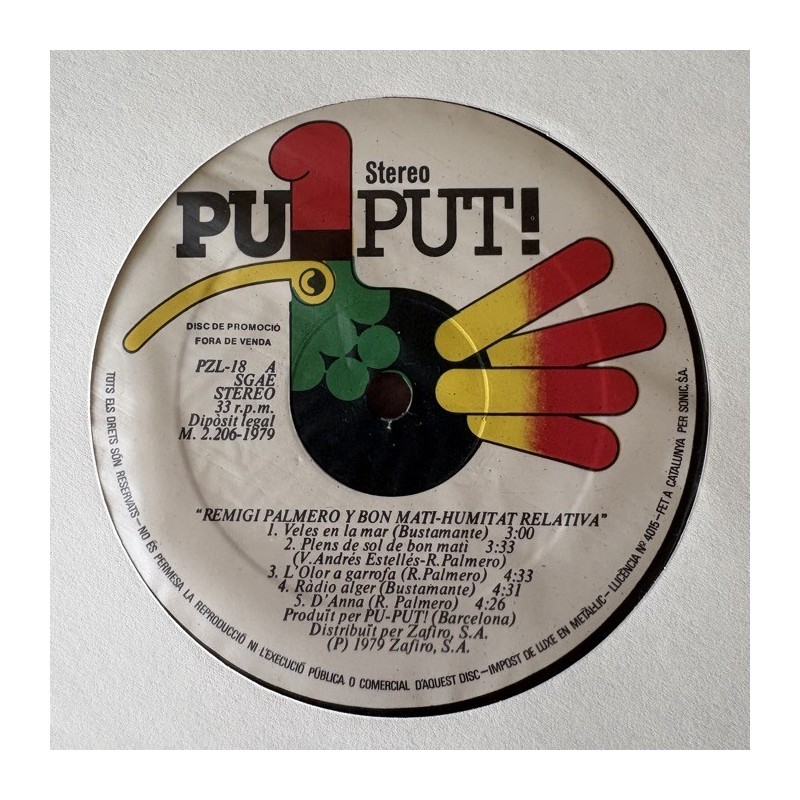 Stereo
PU-PUT!
DISC DE PROMOCIÓ
FORA DE VENDA
PZL-18 A
SGAE
STEREO
33 r.p.m.
Dipòsit legal
M. 2.206-1979
"REMIGI PALMERO Y BON MATI-HUMITAT RELATIVA"
1. Veles en la mar (Bustamante) 3:00
2. Plens de sol de bon matì 3:33
(V. Andrés Estellés-R. Palmero)
3. L'Olor a garrofa (R. Palmero) 4:33
4. Ràdio alger (Bustamante) 4:31
5. D'Anna (R. Palmero) 4:26
Produït per PU-PUT! (Barcelona)
Distribuït per Zafiro, S.A.
(P) 1979 Zafiro, S.A.
TOTS ELS DRETS SÓN RESERVATS-NO ÉS PERMESA LA REPRODUCCIÓ NI L'EXECUCIÓ PÚBLICA O COMERCIAL D'AQUEST DISC-IMPOST DE LUXE EN METÀL·LIC- LLICÈNCIA Nº 4015-FET A CATALUNYA PER SONIC, S.A.